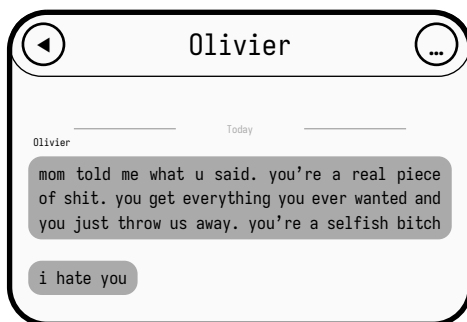 Olivier
...
Today
Olivier
mom told me what u said. you’re a real piece
of shit. you get everything you ever wanted and
you just throw us away. you’re a selfish bitch
i hate you